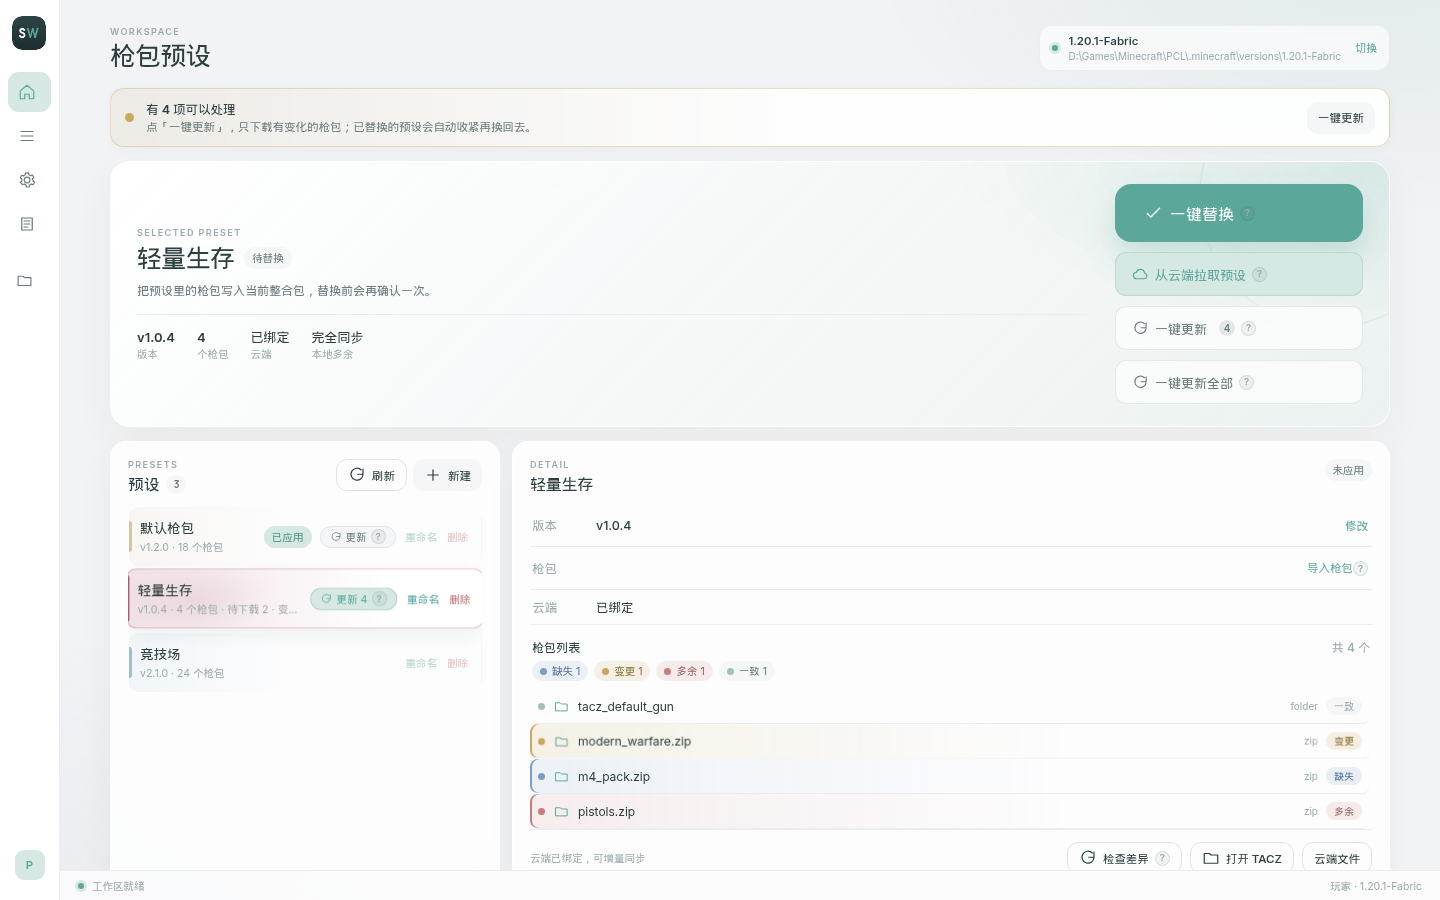 SW
WORKSPACE
枪包预设
1.20.1-Fabric
D:\Games\Minecraft\PCL\.minecraft\versions\1.20.1-Fabric
切换
有 4 项可以处理
点「一键更新」，只下载有变化的枪包；已替换的预设会自动收紧再换回去。
一键更新
SELECTED PRESET
轻量生存
待替换
把预设里的枪包写入当前整合包，替换前会再确认一次。
v1.0.4
版本
4
个枪包
已绑定
云端
完全同步
本地多余
一键替换 ?
从云端拉取预设 ?
一键更新 4 ?
一键更新全部 ?
PRESETS
预设 3
刷新
新建
默认枪包
v1.2.0 · 18 个枪包
已应用
更新 ?
重命名
删除
轻量生存
v1.0.4 · 4 个枪包 · 待下载 2 · 变...
更新 4 ?
重命名
删除
竞技场
v2.1.0 · 24 个枪包
重命名
删除
DETAIL
轻量生存
未应用
版本 v1.0.4 修改
枪包 导入枪包 ?
云端 已绑定
枪包列表 共 4 个
缺失 1
变更 1
多余 1
一致 1
tacz_default_gun folder 一致
modern_warfare.zip zip 变更
m4_pack.zip zip 缺失
pistols.zip zip 多余
云端已绑定，可增量同步
检查差异 ?
打开 TACZ
云端文件
P
工作区就绪
玩家 · 1.20.1-Fabric